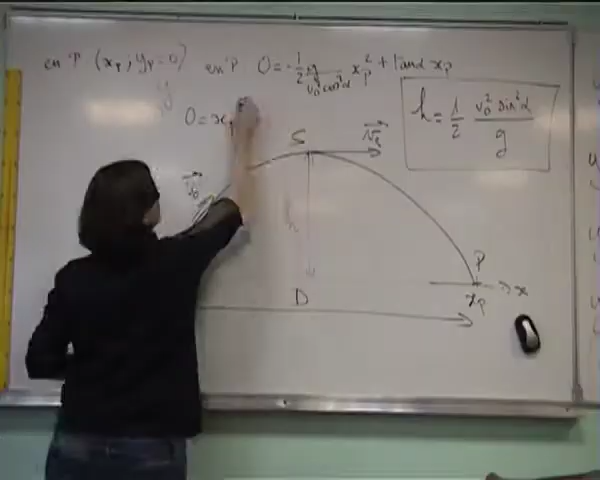 en P (xₚ ; yₚ = 0) en P 0 = -1/2 g/(v₀² cos²α) xₚ² + tanα xₚ
y
0 = xₚ
h = 1/2 v₀² sin²α / g
S
v₀
h
P
D
xₚ
x